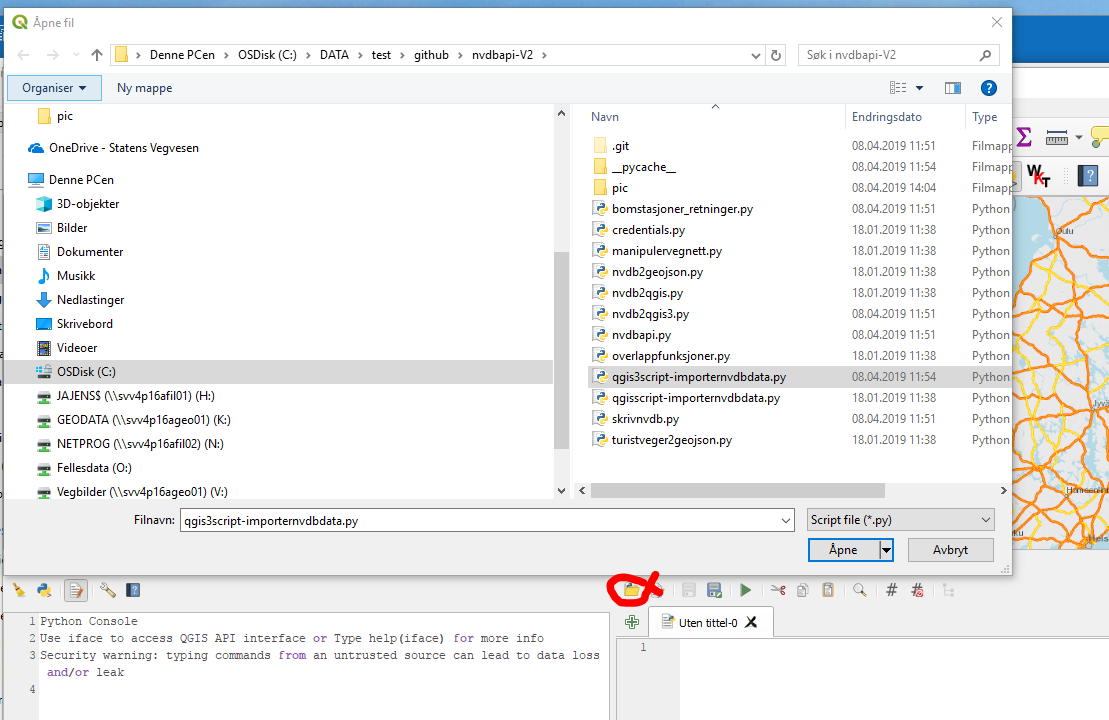 Åpne fil
Denne PCen > OSDisk (C:) > DATA > test > github > nvdbapi-V2 >
Søk i nvdbapi-V2
Organiser
Ny mappe
pic
OneDrive - Statens Vegvesen
Denne PCen
3D-objekter
Bilder
Dokumenter
Musikk
Nedlastinger
Skrivebord
Videoer
OSDisk (C:)
JAJENS$ (\\svv4p16afil01) (H:)
GEODATA (\\svv4p16ageo01) (K:)
NETPROG (\\svv4p16afil02) (N:)
Fellesdata (O:)
Vegbilder (\\svv4p16ageo01) (V:)
Navn Endringsdato Type
.git 08.04.2019 11:51 Filmapp
__pycache__ 08.04.2019 11:54 Filmapp
pic 08.04.2019 14:04 Filmapp
bomstasjoner_retninger.py 08.04.2019 11:51 Python
credentials.py 18.01.2019 11:38 Python
manipulervegnett.py 18.01.2019 11:38 Python
nvdb2geojson.py 18.01.2019 11:38 Python
nvdb2qgis.py 18.01.2019 11:38 Python
nvdb2qgis3.py 08.04.2019 11:51 Python
nvdbapi.py 08.04.2019 11:51 Python
overlappfunksjoner.py 18.01.2019 11:38 Python
qgis3script-importernvdbdata.py 08.04.2019 11:54 Python
qgisscript-importernvdbdata.py 18.01.2019 11:38 Python
skrivnvdb.py 08.04.2019 11:51 Python
turistveger2geojson.py 18.01.2019 11:38 Python
Filnavn: qgis3script-importernvdbdata.py
Script file (*.py)
Åpne
Avbryt
Σ
WKT
?
Oulu
1 Python Console
2 Use iface to access QGIS API interface or Type help(iface) for more info
3 Security warning: typing commands from an untrusted source can lead to data loss
and/or leak
4
Uten tittel-0
1